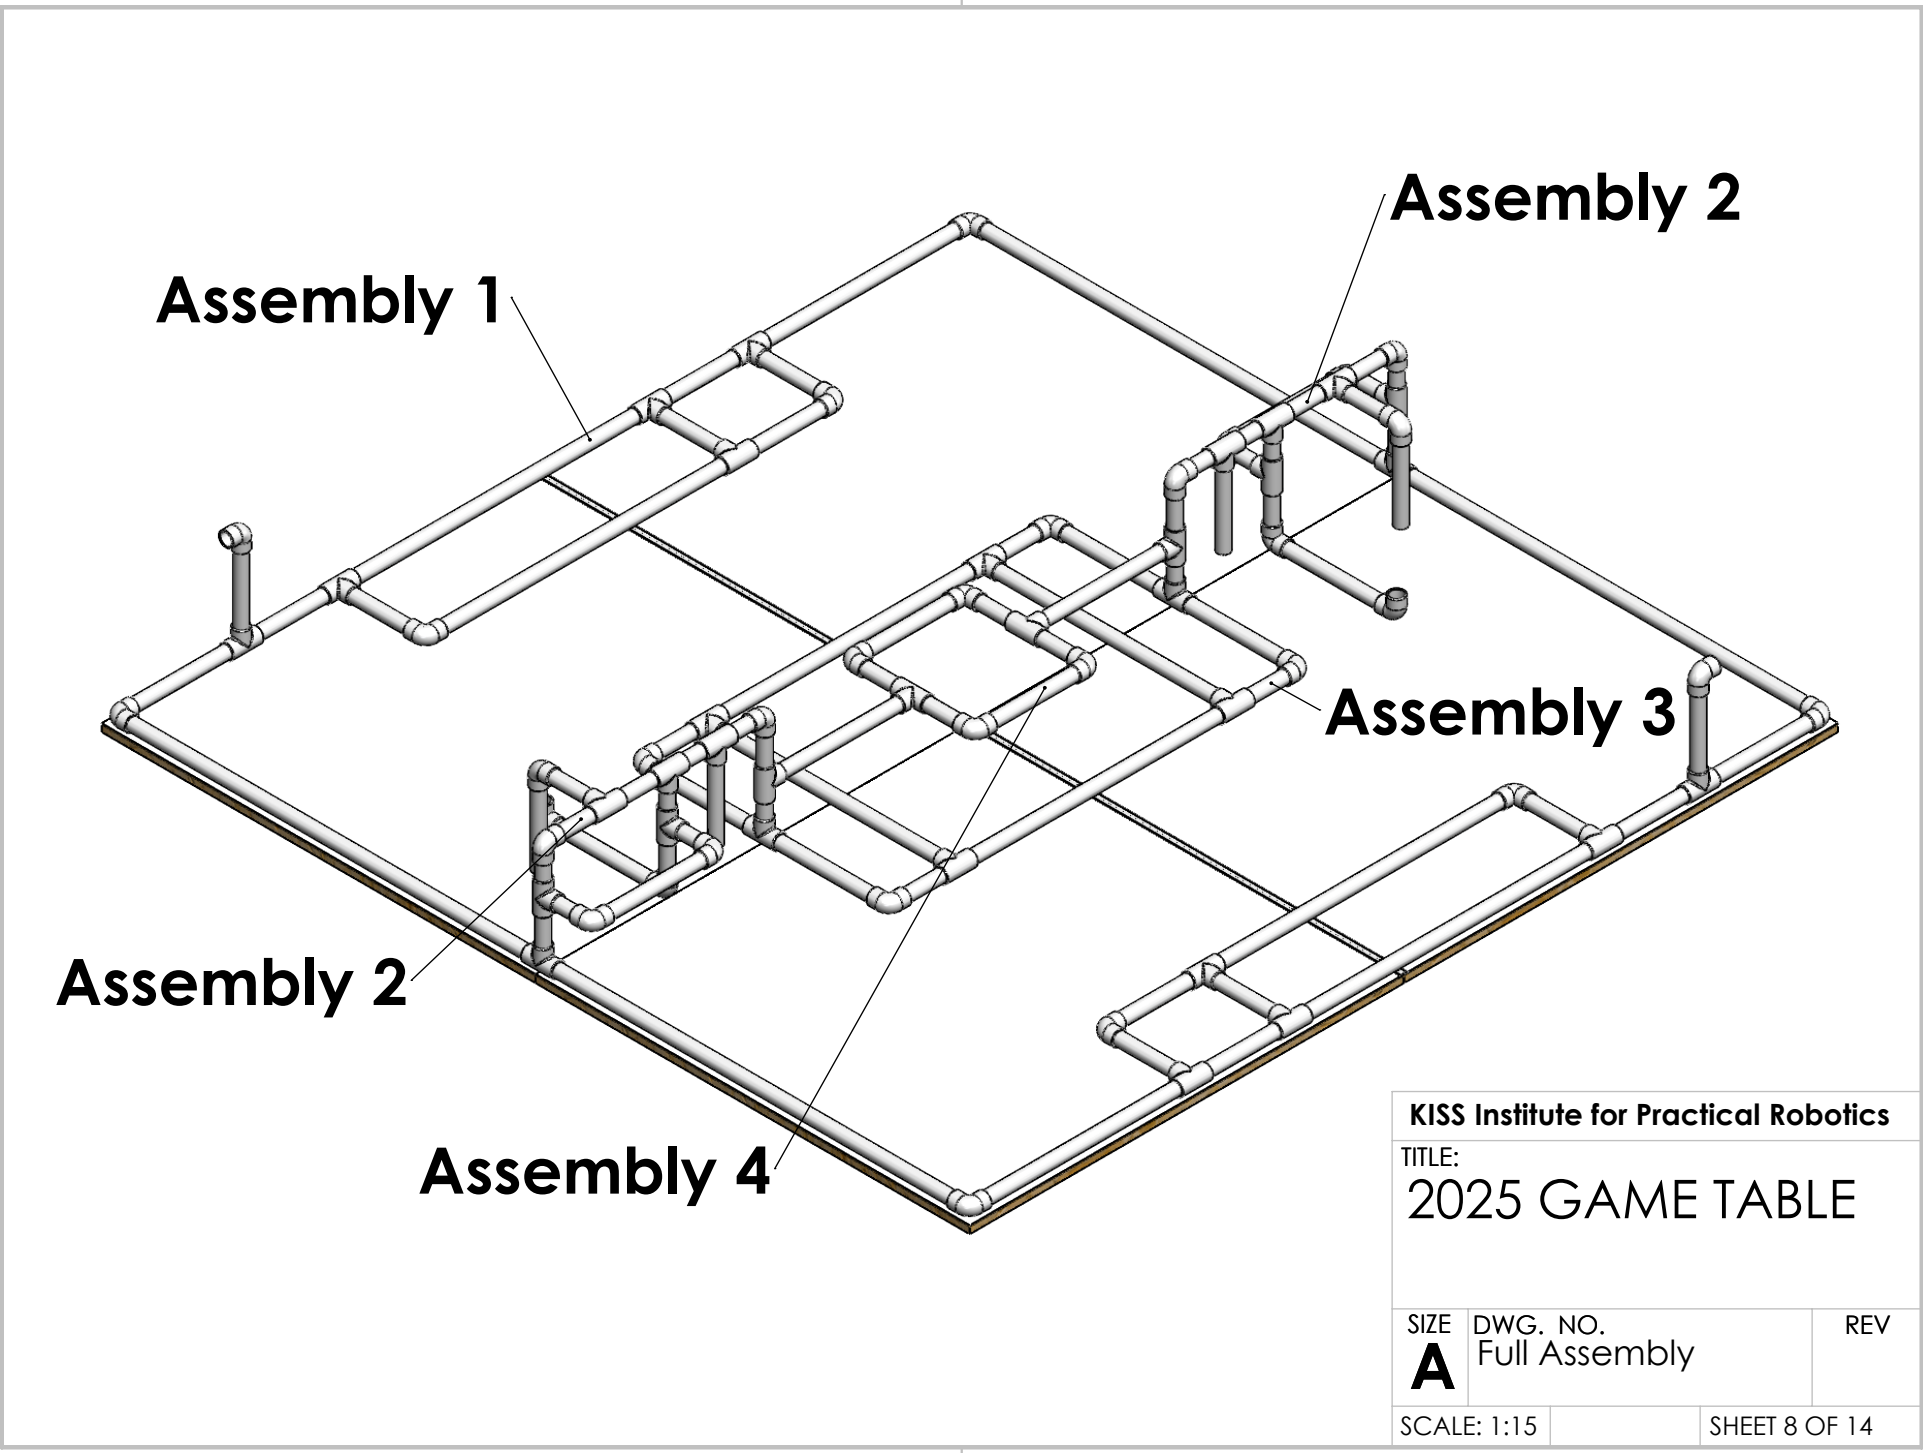 Assembly 2
Assembly 1
Assembly 3
Assembly 2
Assembly 4
KISS Institute for Practical Robotics
TITLE:
2025 GAME TABLE
SIZE
A
DWG. NO.
Full Assembly
REV
SCALE: 1:15
SHEET 8 OF 14